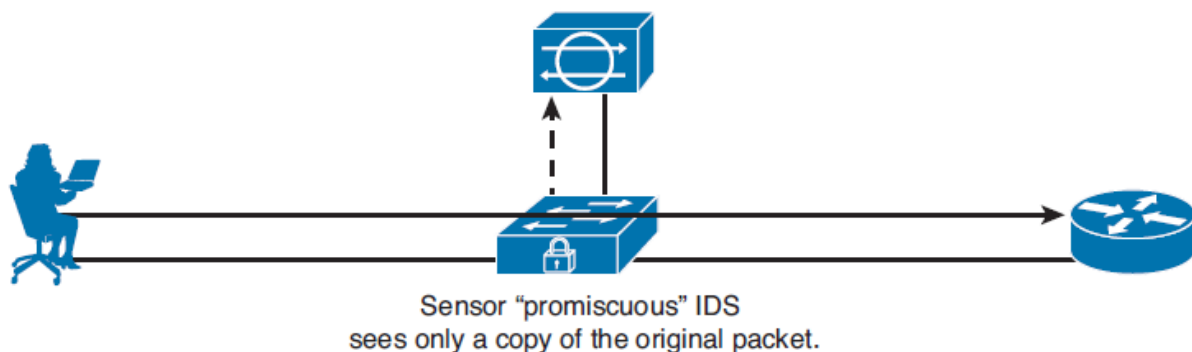 Sensor “promiscuous” IDS
sees only a copy of the original packet.